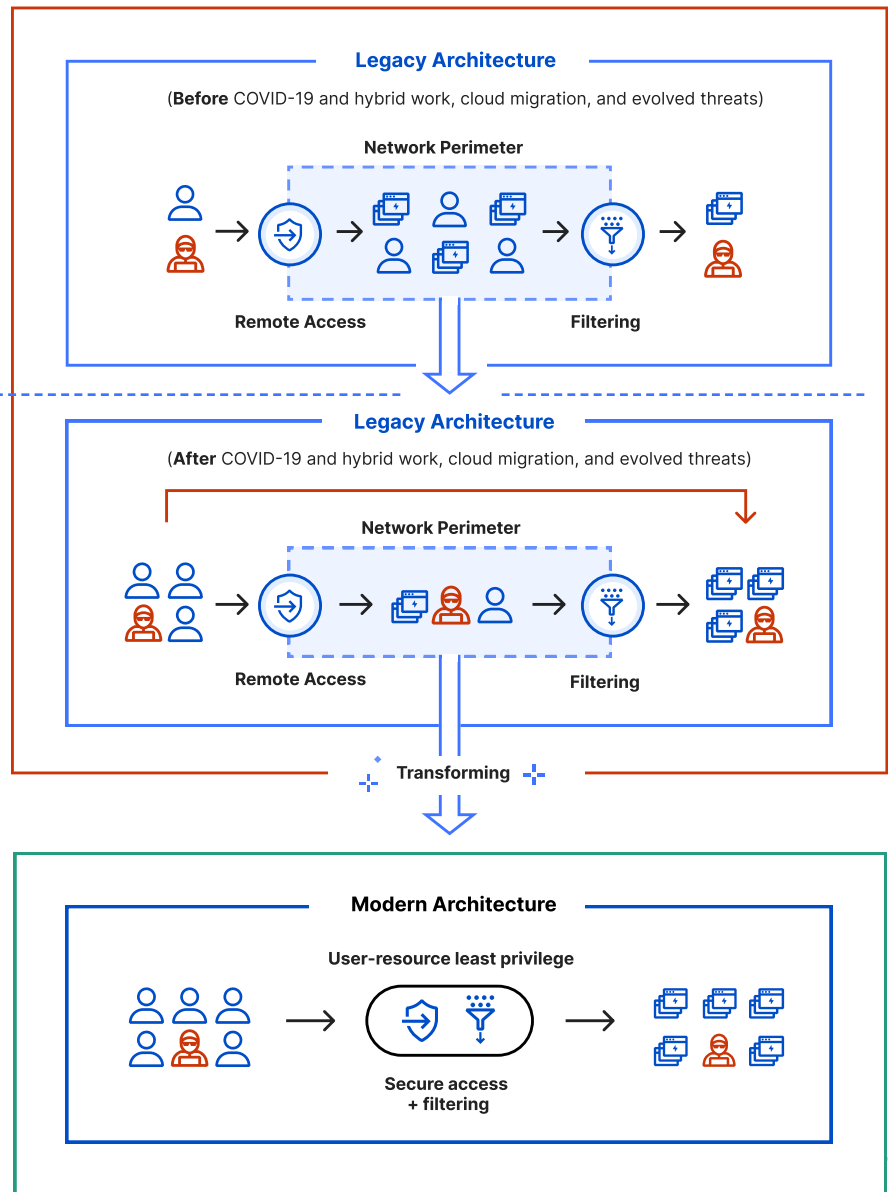 Legacy Architecture
(Before COVID-19 and hybrid work, cloud migration, and evolved threats)
Network Perimeter
Remote Access
Filtering
Legacy Architecture
(After COVID-19 and hybrid work, cloud migration, and evolved threats)
Network Perimeter
Remote Access
Filtering
Transforming
Modern Architecture
User-resource least privilege
Secure access
+ filtering